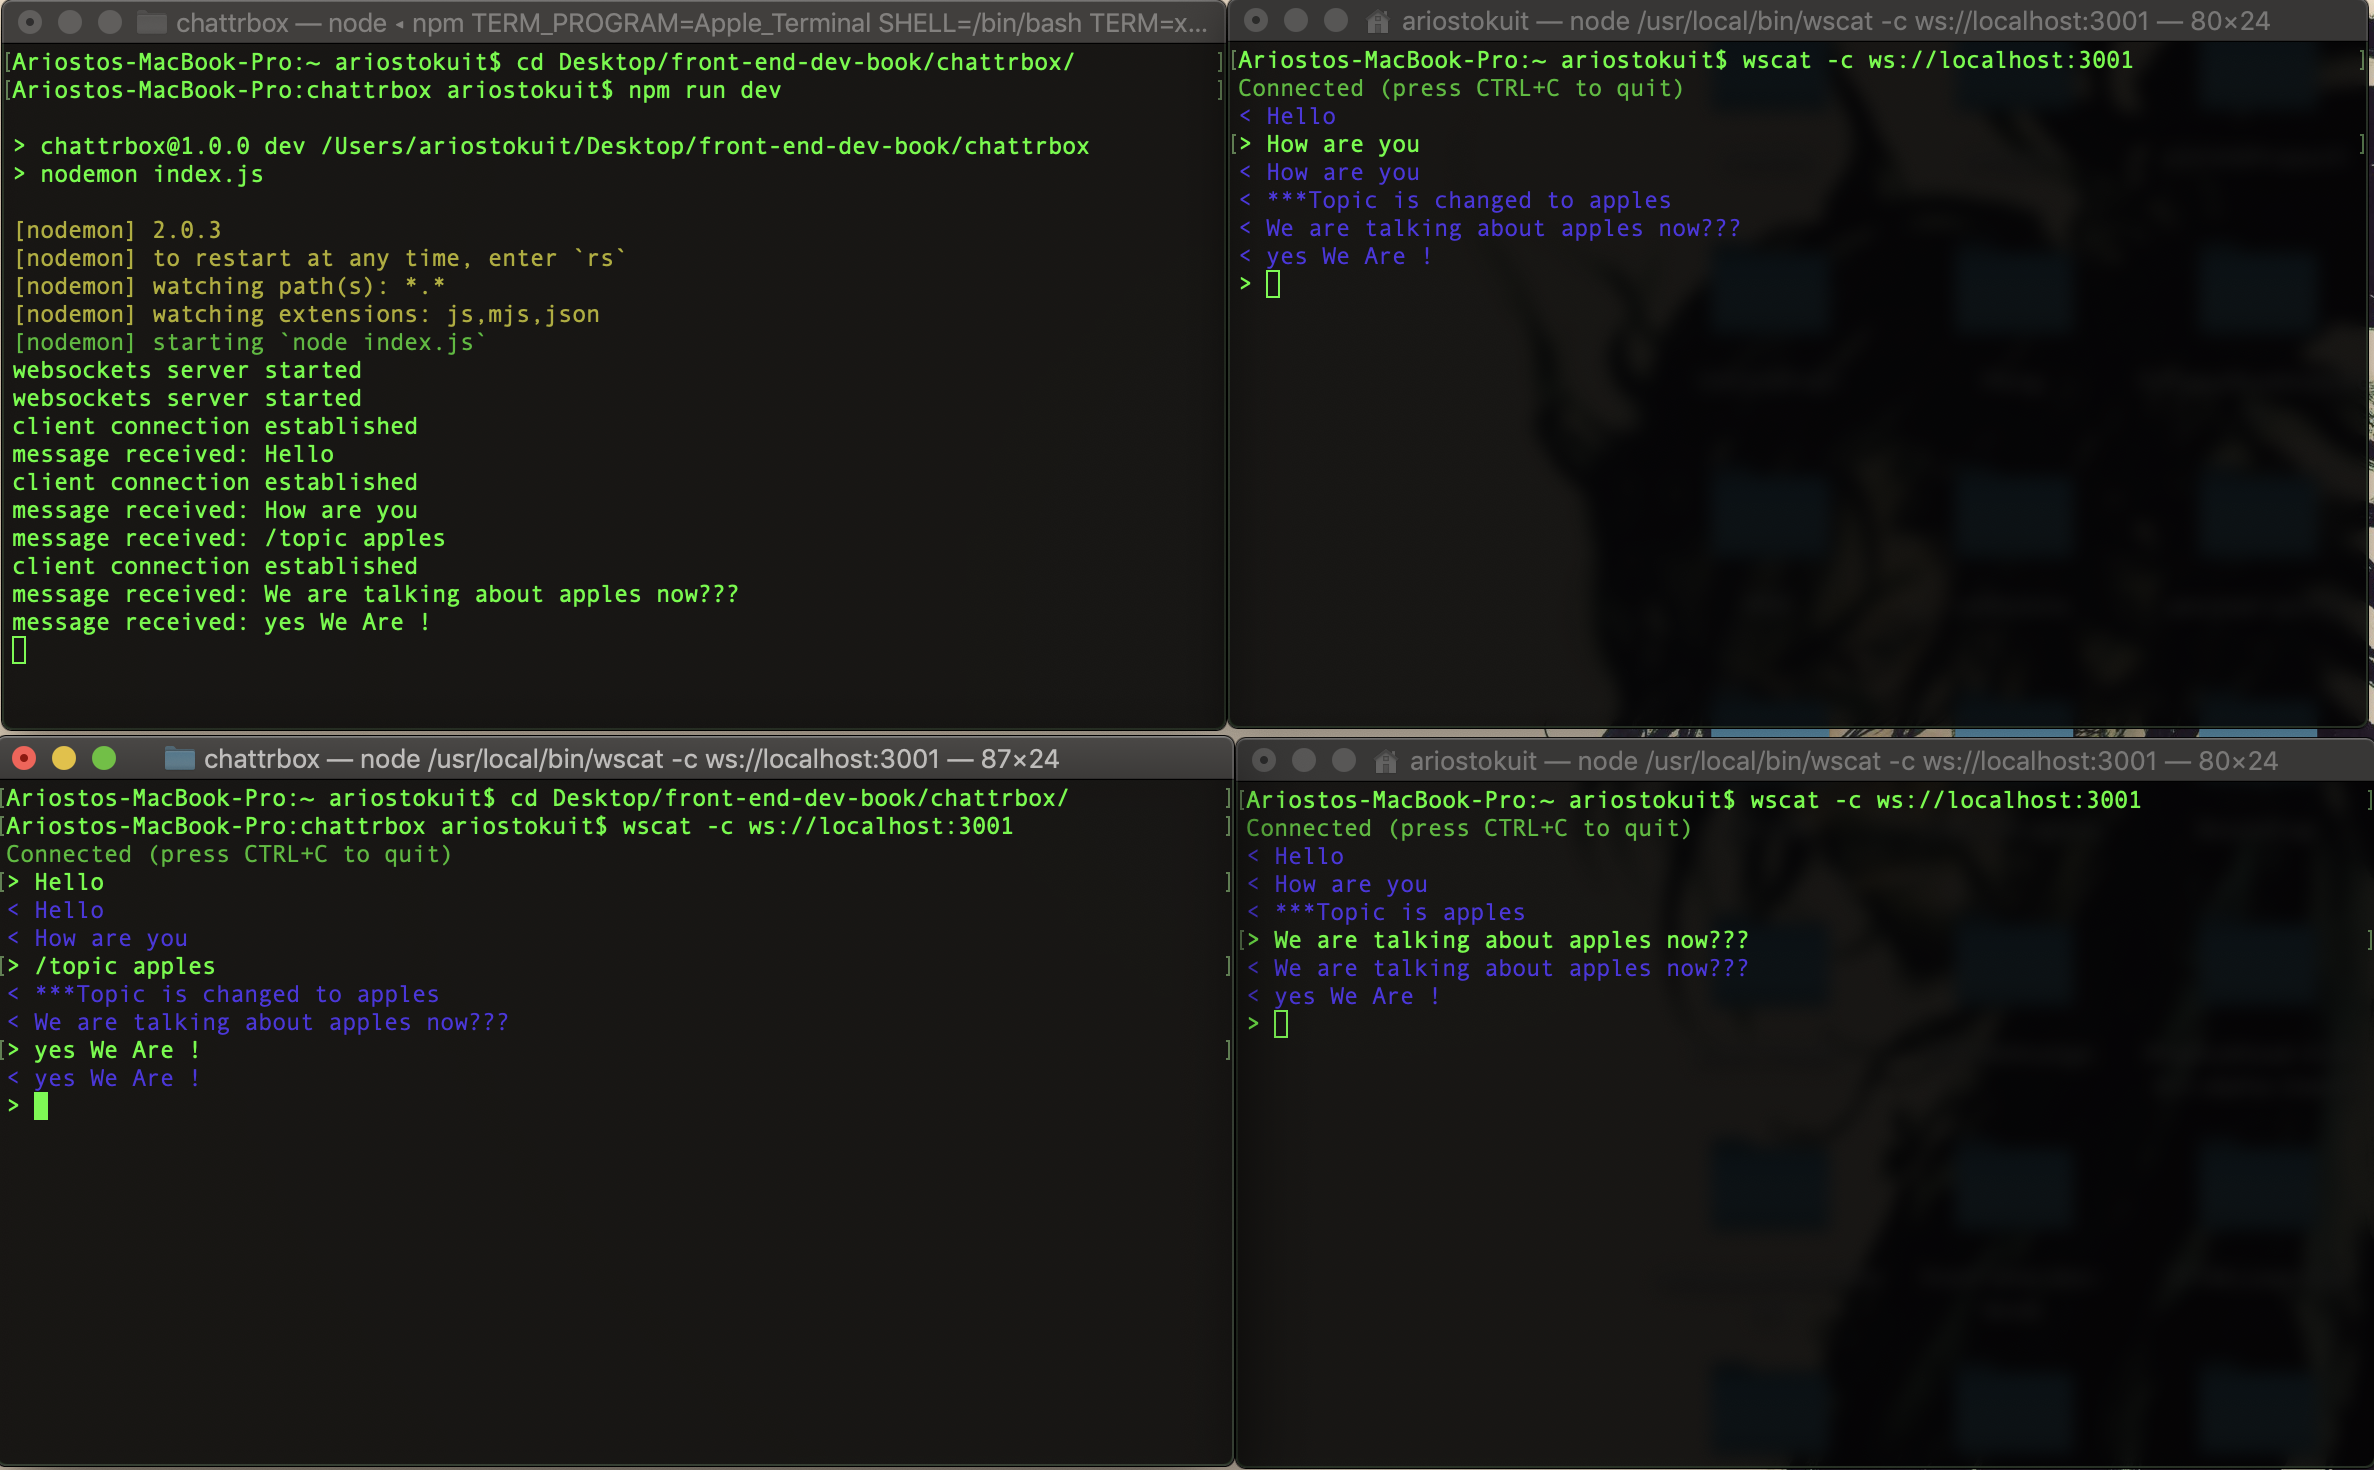 chattrbox — node ◂ npm TERM_PROGRAM=Apple_Terminal SHELL=/bin/bash TERM=x...
[Ariostos-MacBook-Pro:~ ariostokuit$ cd Desktop/front-end-dev-book/chattrbox/ ]
[Ariostos-MacBook-Pro:chattrbox ariostokuit$ npm run dev ]
> chattrbox@1.0.0 dev /Users/ariostokuit/Desktop/front-end-dev-book/chattrbox
> nodemon index.js
[nodemon] 2.0.3
[nodemon] to restart at any time, enter `rs`
[nodemon] watching path(s): *.*
[nodemon] watching extensions: js,mjs,json
[nodemon] starting `node index.js`
websockets server started
websockets server started
client connection established
message received: Hello
client connection established
message received: How are you
message received: /topic apples
client connection established
message received: We are talking about apples now???
message received: yes We Are !
ariostokuit — node /usr/local/bin/wscat -c ws://localhost:3001 — 80×24
[Ariostos-MacBook-Pro:~ ariostokuit$ wscat -c ws://localhost:3001 ]
Connected (press CTRL+C to quit)
< Hello
[> How are you ]
< How are you
< ***Topic is changed to apples
< We are talking about apples now???
< yes We Are !
>
chattrbox — node /usr/local/bin/wscat -c ws://localhost:3001 — 87×24
[Ariostos-MacBook-Pro:~ ariostokuit$ cd Desktop/front-end-dev-book/chattrbox/ ]
[Ariostos-MacBook-Pro:chattrbox ariostokuit$ wscat -c ws://localhost:3001 ]
Connected (press CTRL+C to quit)
[> Hello ]
< Hello
< How are you
[> /topic apples ]
< ***Topic is changed to apples
< We are talking about apples now???
[> yes We Are ! ]
< yes We Are !
>
ariostokuit — node /usr/local/bin/wscat -c ws://localhost:3001 — 80×24
[Ariostos-MacBook-Pro:~ ariostokuit$ wscat -c ws://localhost:3001 ]
Connected (press CTRL+C to quit)
< Hello
< How are you
< ***Topic is apples
[> We are talking about apples now??? ]
< We are talking about apples now???
< yes We Are !
>